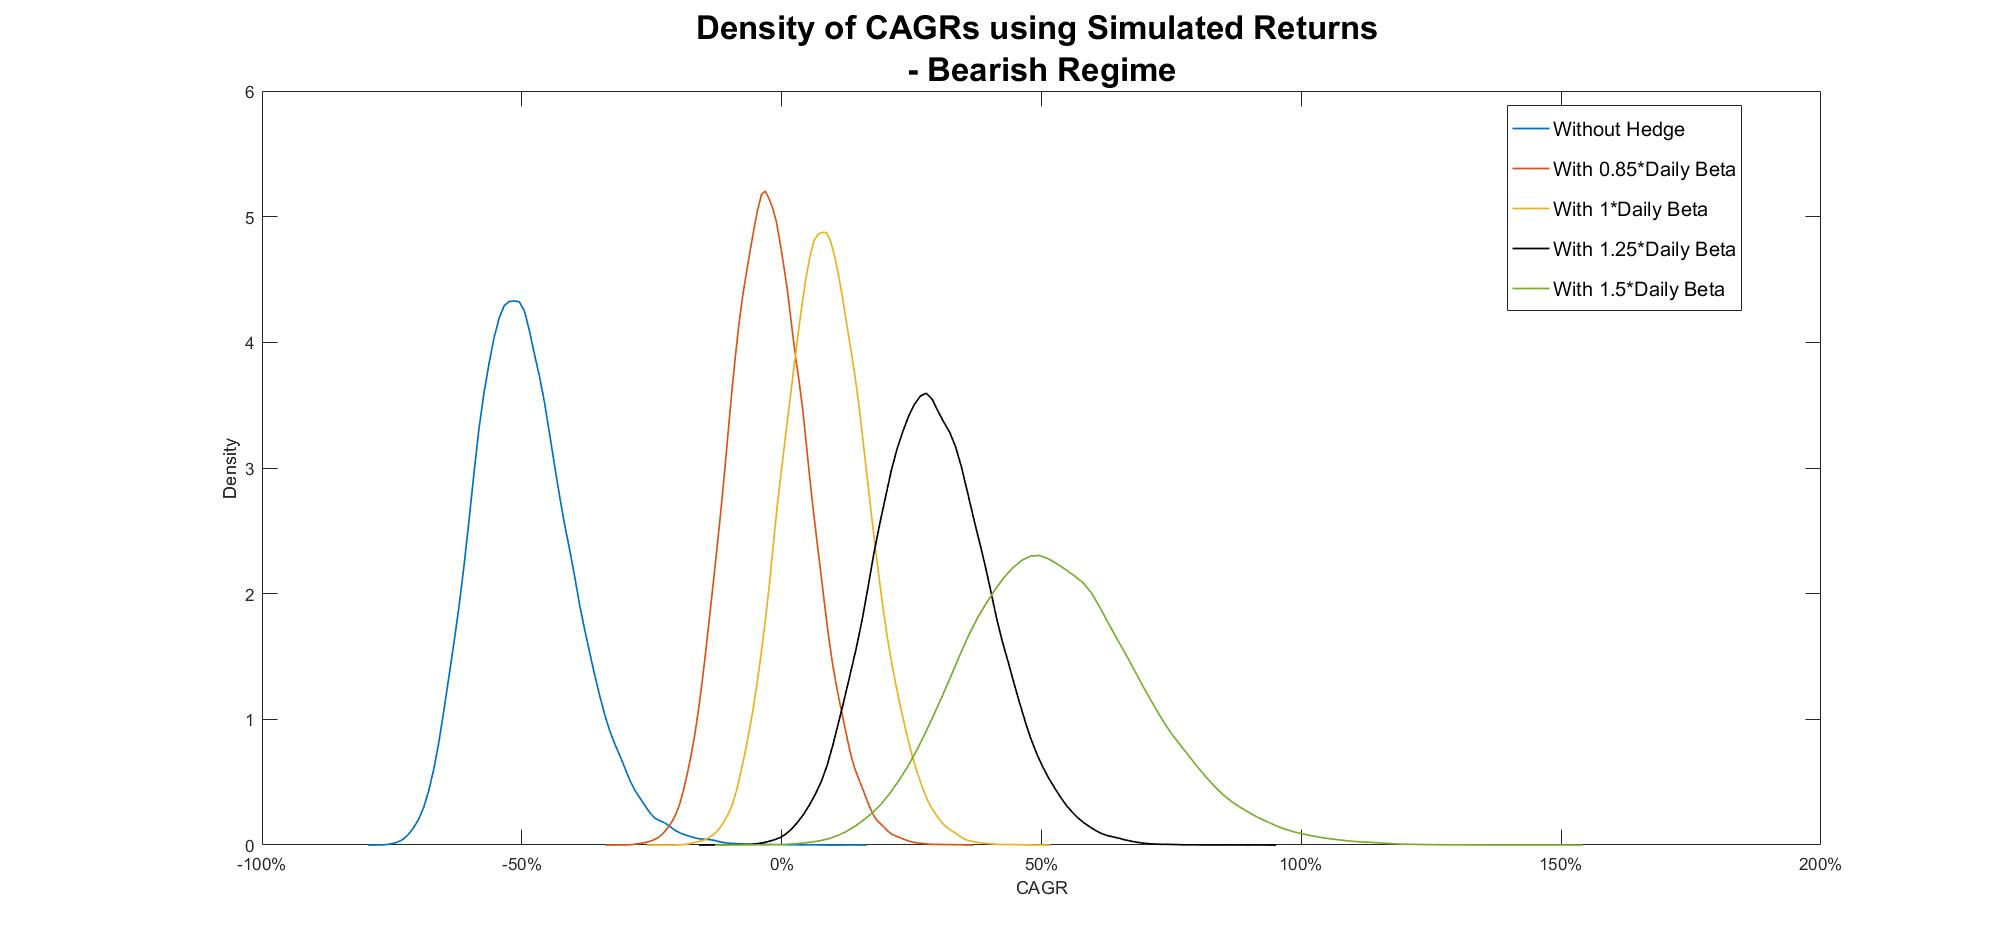 Density of CAGRs using Simulated Returns
- Bearish Regime
6
5
4
3
2
1
0
Density
-100%
-50%
0%
50%
100%
150%
200%
CAGR
Without Hedge
With 0.85*Daily Beta
With 1*Daily Beta
With 1.25*Daily Beta
With 1.5*Daily Beta